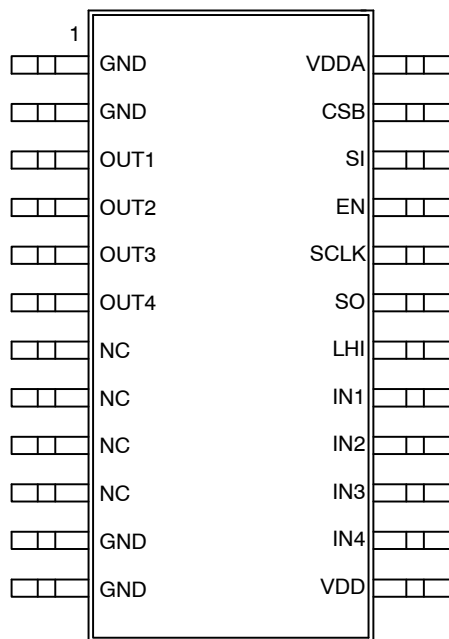 1
GND VDDA
GND CSB
OUT1 SI
OUT2 EN
OUT3 SCLK
OUT4 SO
NC LHI
NC IN1
NC IN2
NC IN3
GND IN4
GND VDD